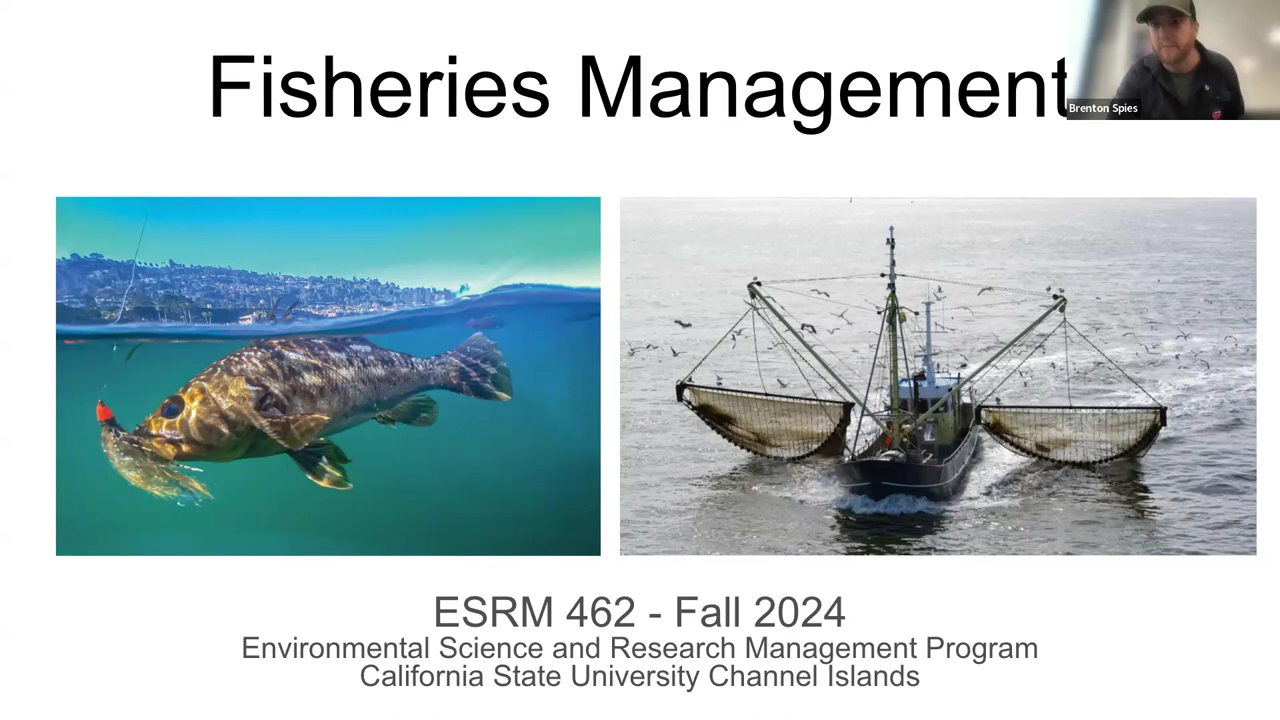 Fisheries Management
Brenton Spies
ESRM 462 - Fall 2024
Environmental Science and Research Management Program
California State University Channel Islands